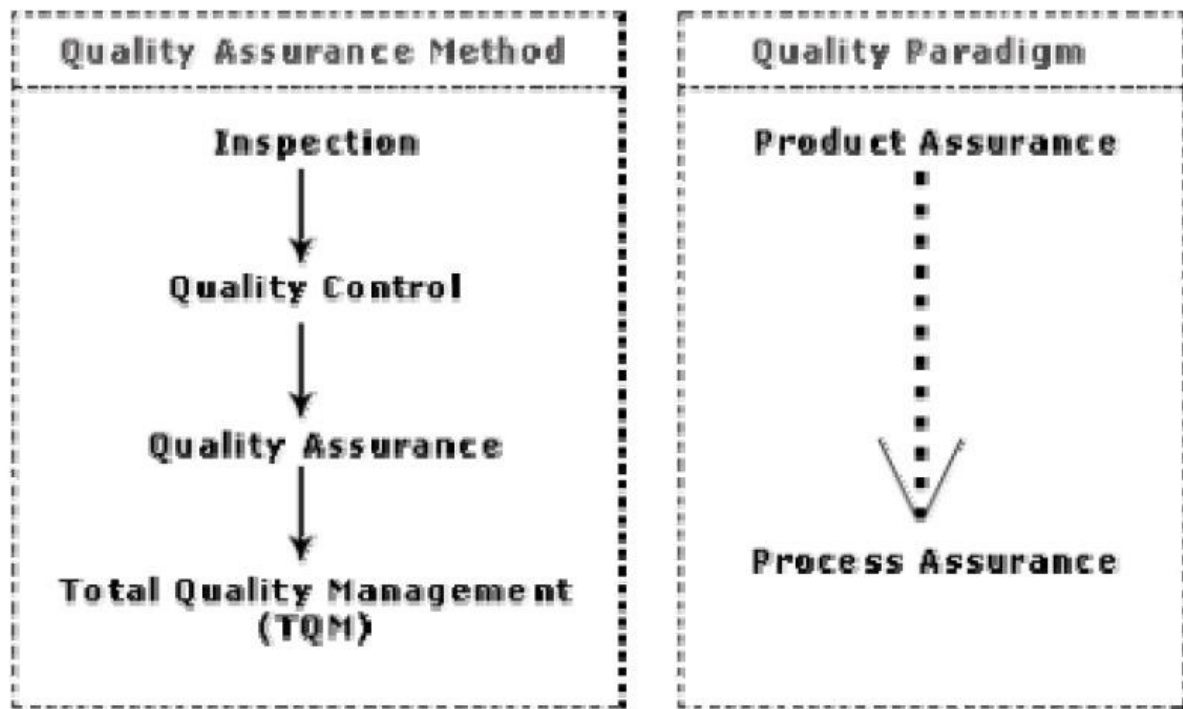 Quality Assurance Method
Inspection
Quality Control
Quality Assurance
Total Quality Management
(TQM)
Quality Paradigm
Product Assurance
Process Assurance